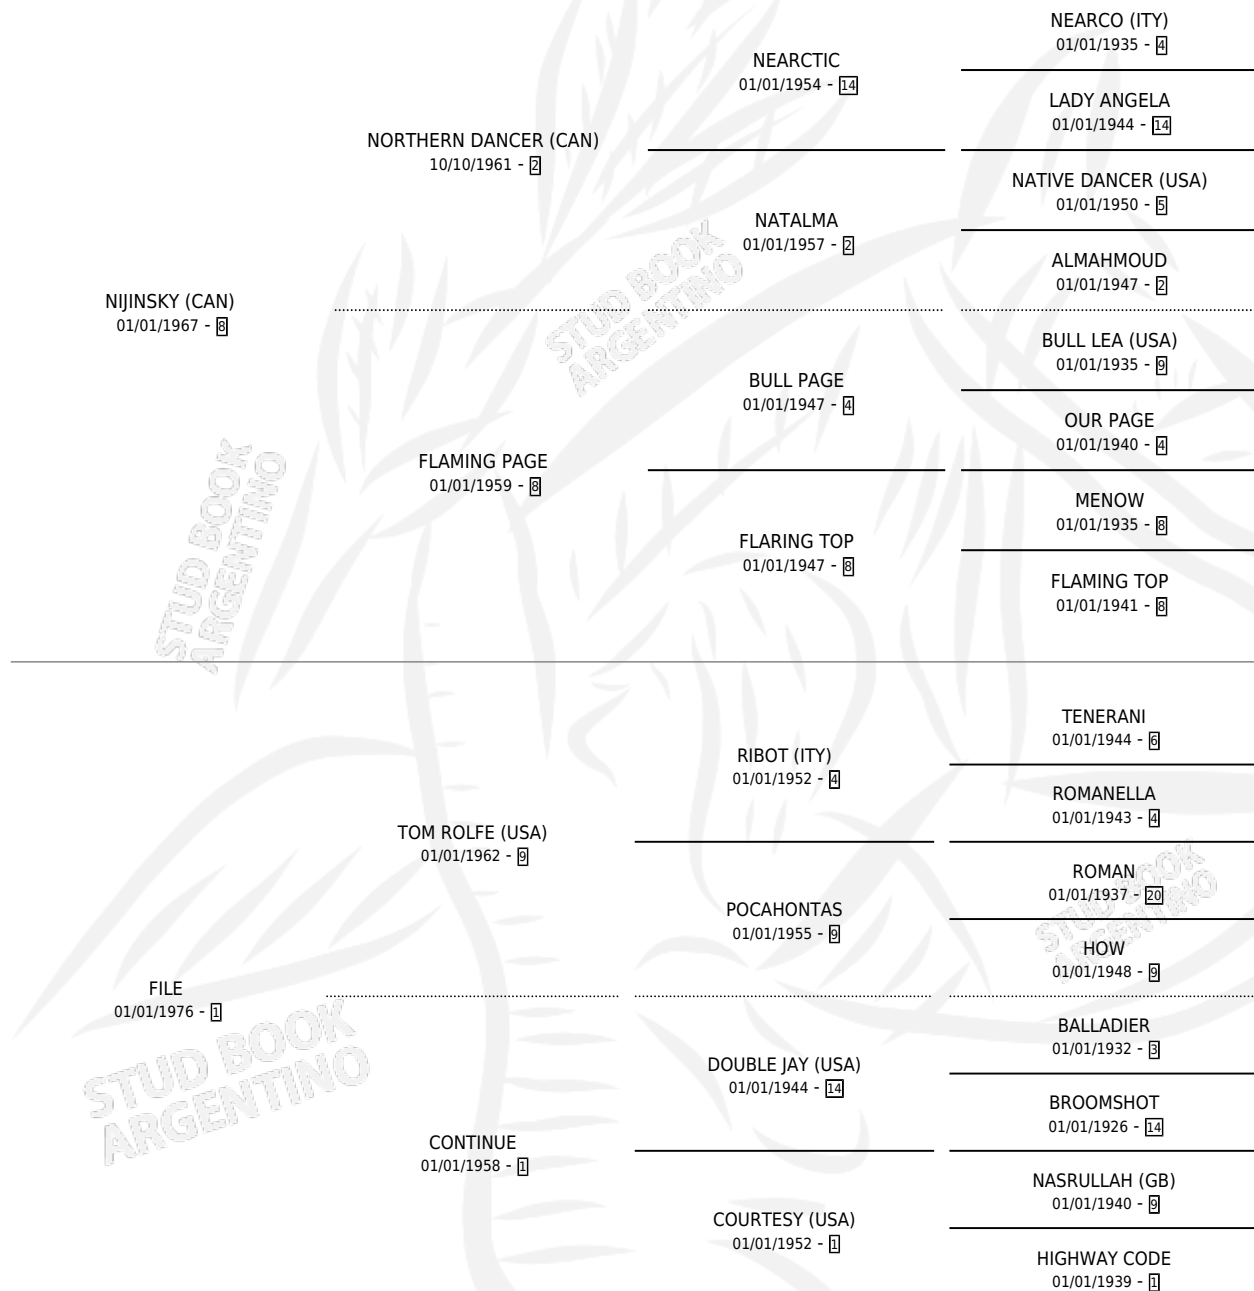 NEARCO (ITY)
01/01/1935 - 4
NEARCTIC
01/01/1954 - 14
LADY ANGELA
01/01/1944 - 14
NORTHERN DANCER (CAN)
10/10/1961 - 2
NATIVE DANCER (USA)
01/01/1950 - 5
NATALMA
01/01/1957 - 2
ALMAHMOUD
01/01/1947 - 2
NIJINSKY (CAN)
01/01/1967 - 8
STUD BOOK
ARGENTINO
BULL LEA (USA)
01/01/1935 - 9
BULL PAGE
01/01/1947 - 4
OUR PAGE
01/01/1940 - 4
FLAMING PAGE
01/01/1959 - 8
MENOW
01/01/1935 - 8
FLARING TOP
01/01/1947 - 8
FLAMING TOP
01/01/1941 - 8
STUD BOOK
ARGENTINO
TENERANI
01/01/1944 - 6
RIBOT (ITY)
01/01/1952 - 4
ROMANELLA
01/01/1943 - 4
TOM ROLFE (USA)
01/01/1962 - 9
ROMAN
01/01/1937 - 20
POCAHONTAS
01/01/1955 - 9
HOW
01/01/1948 - 9
STUD BOOK
ARGENTINO
FILE
01/01/1976 - 1
BALLADIER
01/01/1932 - 3
DOUBLE JAY (USA)
01/01/1944 - 14
BROOMSHOT
01/01/1926 - 14
STUD BOOK
ARGENTINO
CONTINUE
01/01/1958 - 1
NASRULLAH (GB)
01/01/1940 - 9
COURTESY (USA)
01/01/1952 - 1
HIGHWAY CODE
01/01/1939 - 1